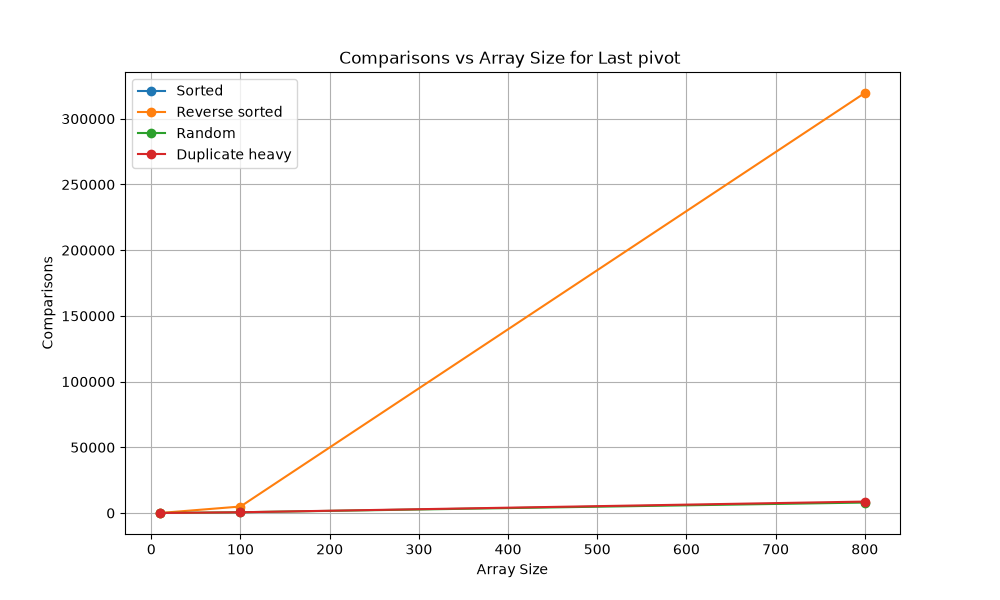 Comparisons vs Array Size for Last pivot
Sorted
Reverse sorted
Random
Duplicate heavy
300000
250000
200000
150000
100000
50000
0
Comparisons
0 100 200 300 400 500 600 700 800
Array Size